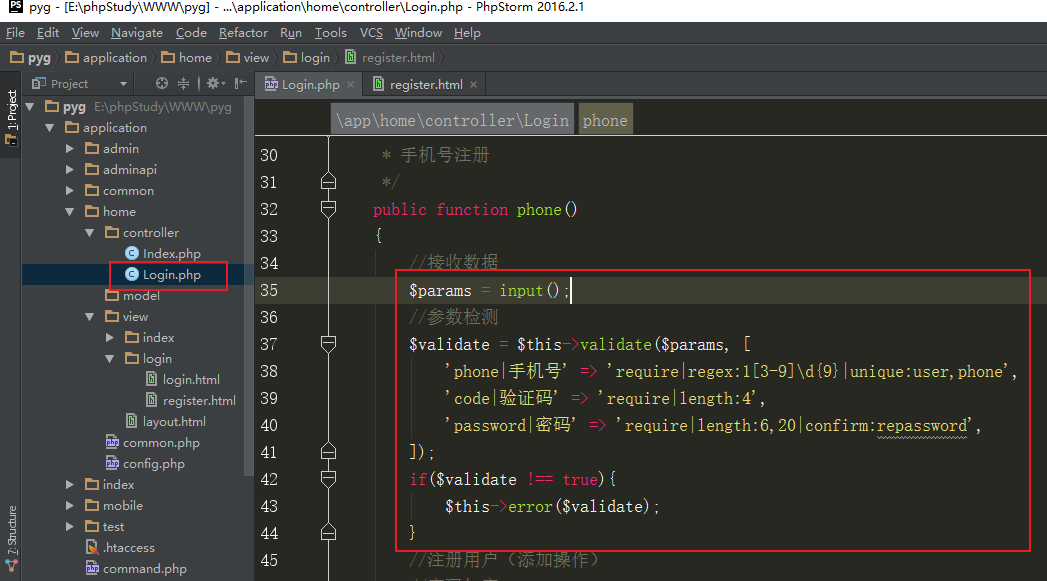 PS pyg - [E:\phpStudy\WWW\pyg] - ...\application\home\controller\Login.php - PhpStorm 2016.2.1
File Edit View Navigate Code Refactor Run Tools VCS Window Help
pyg application home view login register.html
Project Login.php register.html
1: Project
7: Structure
pyg E:\phpStudy\WWW\pyg
application
admin
adminapi
common
home
controller
Index.php
Login.php
model
view
index
login
login.html
register.html
layout.html
common.php
config.php
index
mobile
test
.htaccess
command.php
\app\home\controller\Login phone
30 * 手机号注册
31 */
32 public function phone()
33 {
34 //接收数据
35 $params = input();
36 //参数检测
37 $validate = $this->validate($params, [
38 'phone|手机号' => 'require|regex:1[3-9]\d{9}|unique:user,phone',
39 'code|验证码' => 'require|length:4',
40 'password|密码' => 'require|length:6,20|confirm:repassword',
41 ]);
42 if($validate !== true){
43 $this->error($validate);
44 }
45 //注册用户（添加操作）